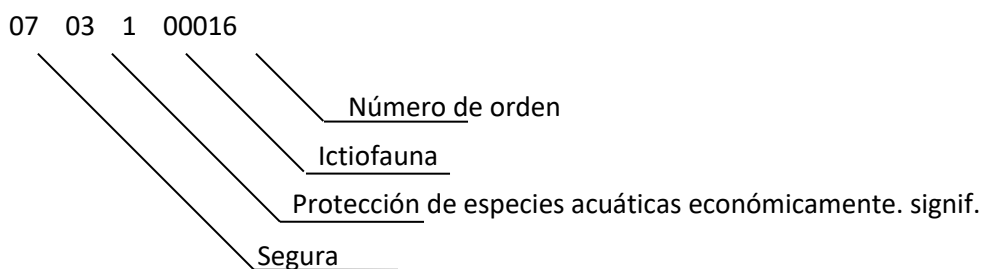 07 03 1 00016
Número de orden
Ictiofauna
Protección de especies acuáticas económicamente. signif.
Segura